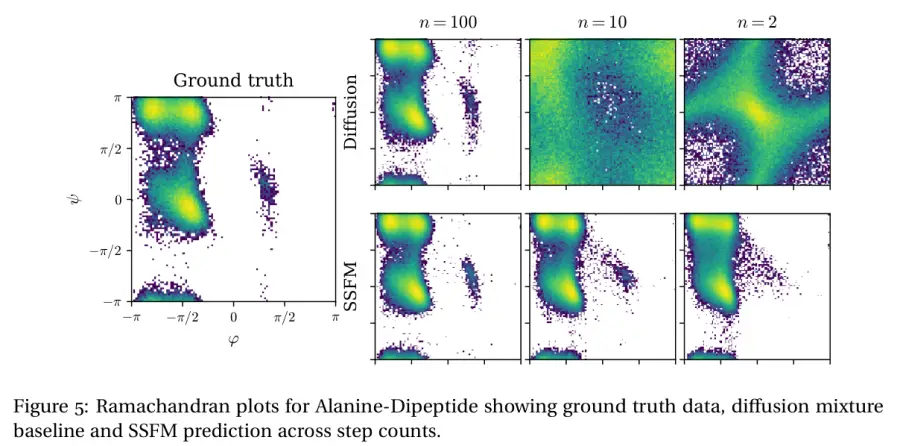 n = 100
n = 10
n = 2
Ground truth
Diffusion
SSFM
π
π/2
0
−π/2
−π
ψ
−π
−π/2
0
π/2
π
φ
Figure 5: Ramachandran plots for Alanine-Dipeptide showing ground truth data, diffusion mixture
baseline and SSFM prediction across step counts.